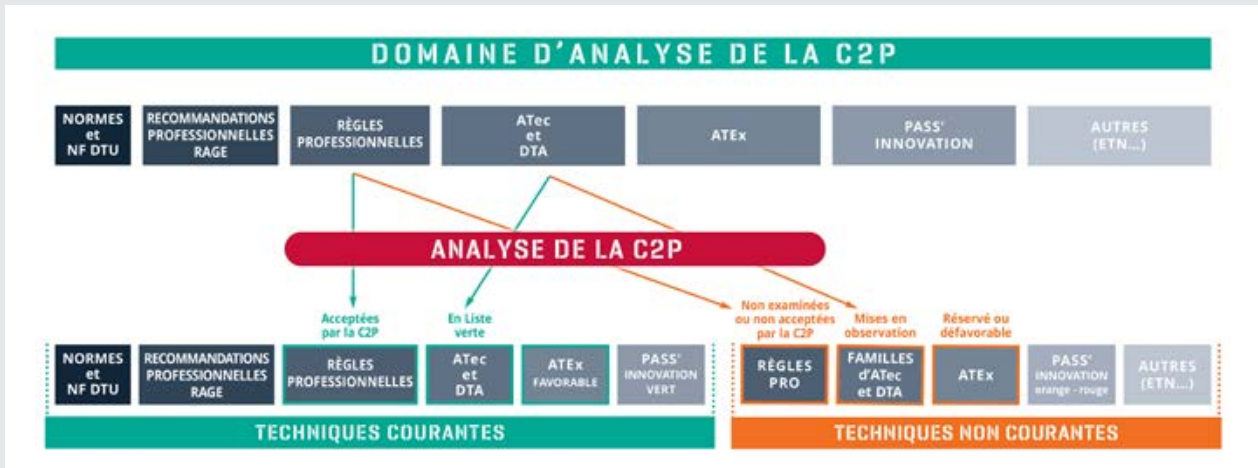 DOMAINE D'ANALYSE DE LA C2P
NORMES
et
NF DTU
RECOMMANDATIONS
PROFESSIONNELLES
RAGE
RÈGLES
PROFESSIONNELLES
ATec
et
DTA
ATEx
PASS'
INNOVATION
AUTRES
(ETN...)
ANALYSE DE LA C2P
Acceptées
par la C2P
En Liste
verte
Non examinées
ou non acceptées
par la C2P
Mises en
observation
Réservé ou
défavorable
NORMES
et
NF DTU
RECOMMANDATIONS
PROFESSIONNELLES
RAGE
RÈGLES
PROFESSIONNELLES
ATec
et
DTA
ATEx
FAVORABLE
PASS'
INNOVATION
VERT
RÈGLES
PRO
FAMILLES
d'ATec
et DTA
ATEx
PASS'
INNOVATION
orange - rouge
AUTRES
(ETN...)
TECHNIQUES COURANTES
TECHNIQUES NON COURANTES